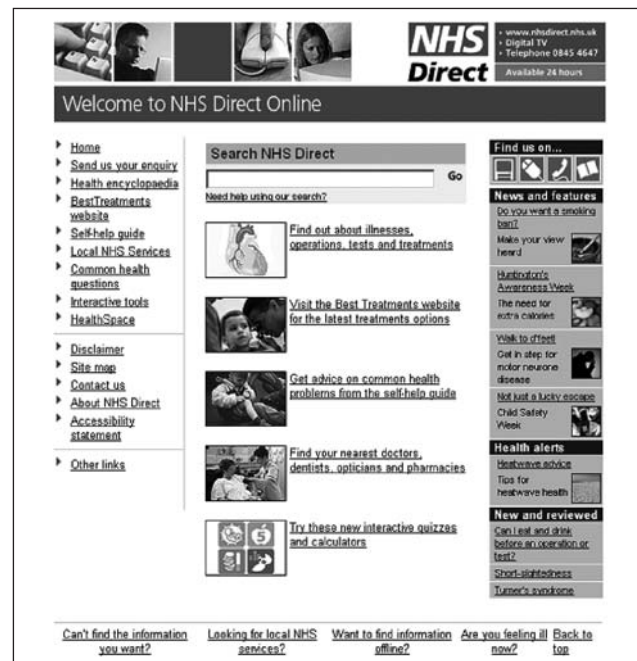 NHS
Direct
www.nhsdirect.nhs.uk
Digital TV
Telephone 0845 4647
Available 24 hours
Welcome to NHS Direct Online
Home
Send us your enquiry
Health encyclopaedia
BestTreatments
website
Self-help guide
Local NHS Services
Common health
questions
Interactive tools
HealthSpace
Disclaimer
Site map
Contact us
About NHS Direct
Accessibility
statement
Other links
Search NHS Direct
Go
Need help using our search?
Find out about illnesses,
operations, tests and treatments
Visit the Best Treatments website
for the latest treatments options
Get advice on common health
problems from the self-help guide
Find your nearest doctors,
dentists, opticians and pharmacies
5
Try these new interactive quizzes
and calculators
Find us on...
News and features
Do you want a smoking
ban?
Make your view
heard
Huntington's
Awareness Week
The need for
extra calories
Walk to d'feet!
Get in step for
motor neurone
disease
Not just a lucky escape
Child Safety
Week
Health alerts
Heatwave advice
Tips for
heatwave health
New and reviewed
Can I eat and drink
before an operation or
test?
Short-sightedness
Turner's syndrome
Can't find the information
you want?
Looking for local NHS
services?
Want to find information
offline?
Are you feeling ill
now?
Back to
top